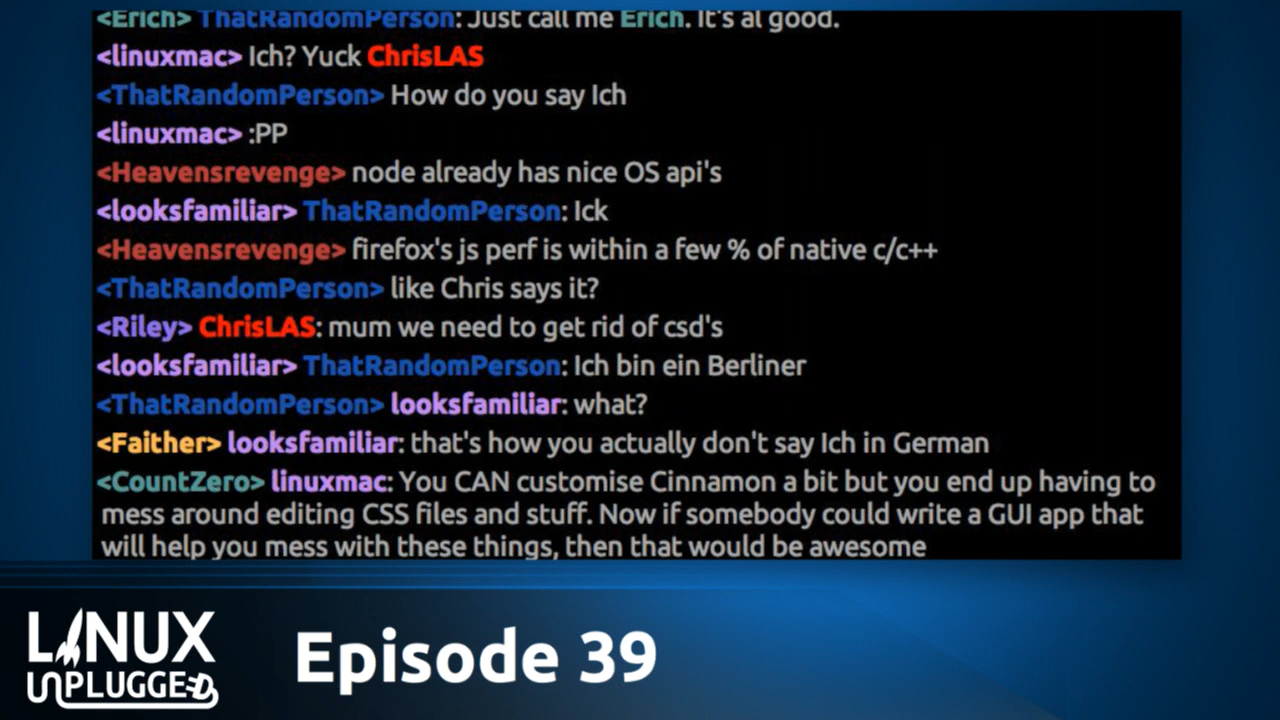 <Erich> ThatRandomPerson: Just call me Erich. It's al good.
<linuxmac> Ich? Yuck ChrisLAS
<ThatRandomPerson> How do you say Ich
<linuxmac> :PP
<Heavensrevenge> node already has nice OS api's
<looksfamiliar> ThatRandomPerson: Ick
<Heavensrevenge> firefox's js perf is within a few % of native c/c++
<ThatRandomPerson> like Chris says it?
<Riley> ChrisLAS: mum we need to get rid of csd's
<looksfamiliar> ThatRandomPerson: Ich bin ein Berliner
<ThatRandomPerson> looksfamiliar: what?
<Faither> looksfamiliar: that's how you actually don't say Ich in German
<CountZero> linuxmac: You CAN customise Cinnamon a bit but you end up having to
mess around editing CSS files and stuff. Now if somebody could write a GUI app that
will help you mess with these things, then that would be awesome
LINUX
UNPLUGGED
Episode 39